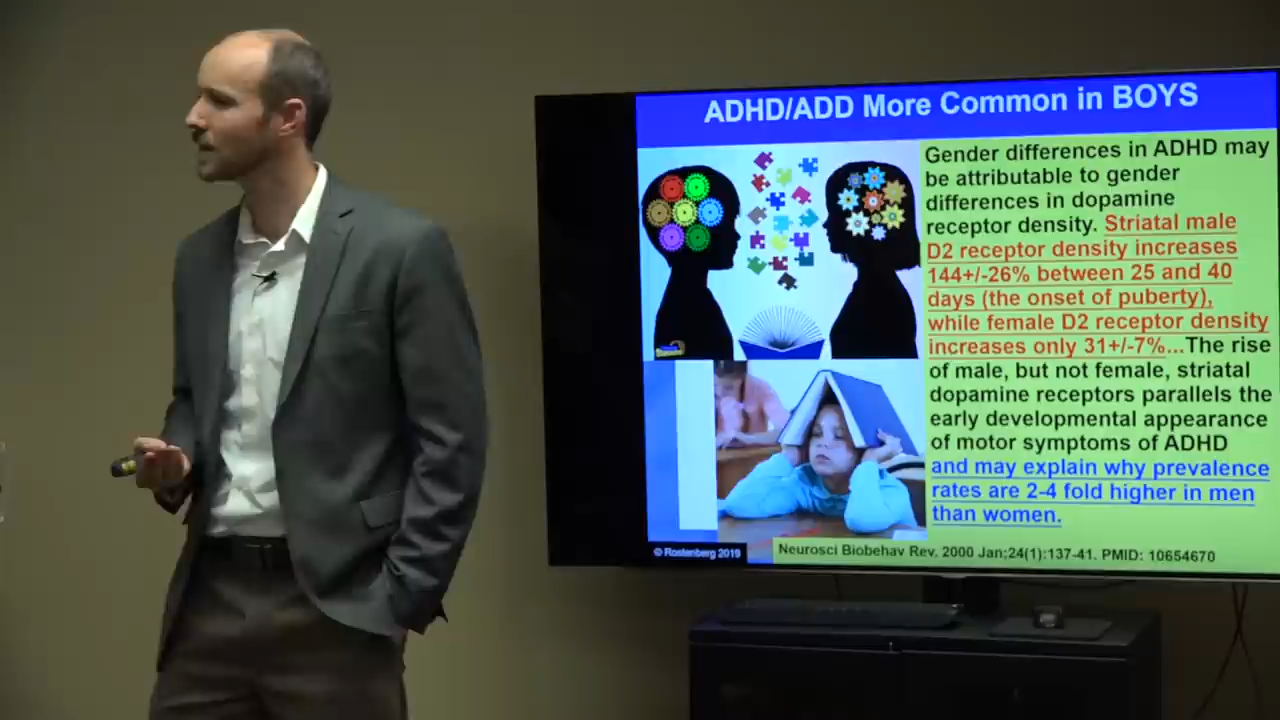 ADHD/ADD More Common in BOYS
Gender differences in ADHD may
be attributable to gender
differences in dopamine
receptor density. Striatal male
D2 receptor density increases
144+/-26% between 25 and 40
days (the onset of puberty),
while female D2 receptor density
increases only 31+/-7%...The rise
of male, but not female, striatal
dopamine receptors parallels the
early developmental appearance
of motor symptoms of ADHD
and may explain why prevalence
rates are 2-4 fold higher in men
than women.
© Rostenberg 2019
Neurosci Biobehav Rev. 2000 Jan;24(1):137-41. PMID: 10654670